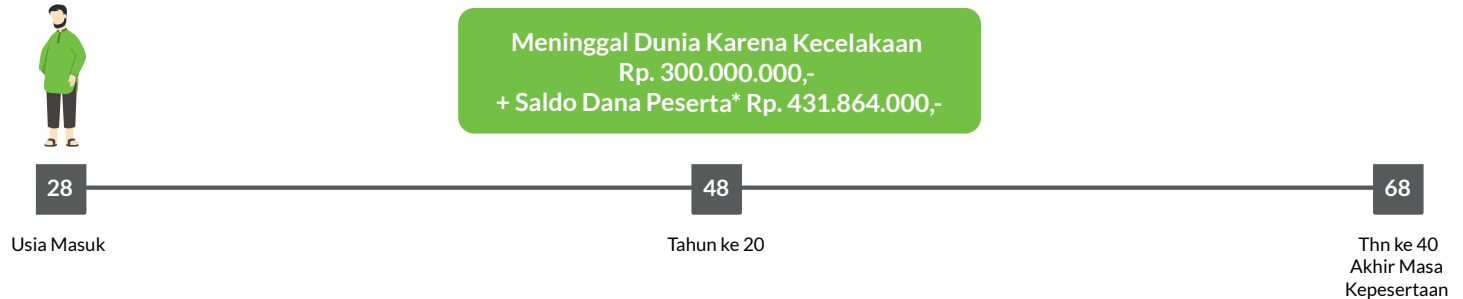 Meninggal Dunia Karena Kecelakaan
Rp. 300.000.000,-
+ Saldo Dana Peserta* Rp. 431.864.000,-
28
48
68
Usia Masuk
Tahun ke 20
Thn ke 40
Akhir Masa
Kepesertaan